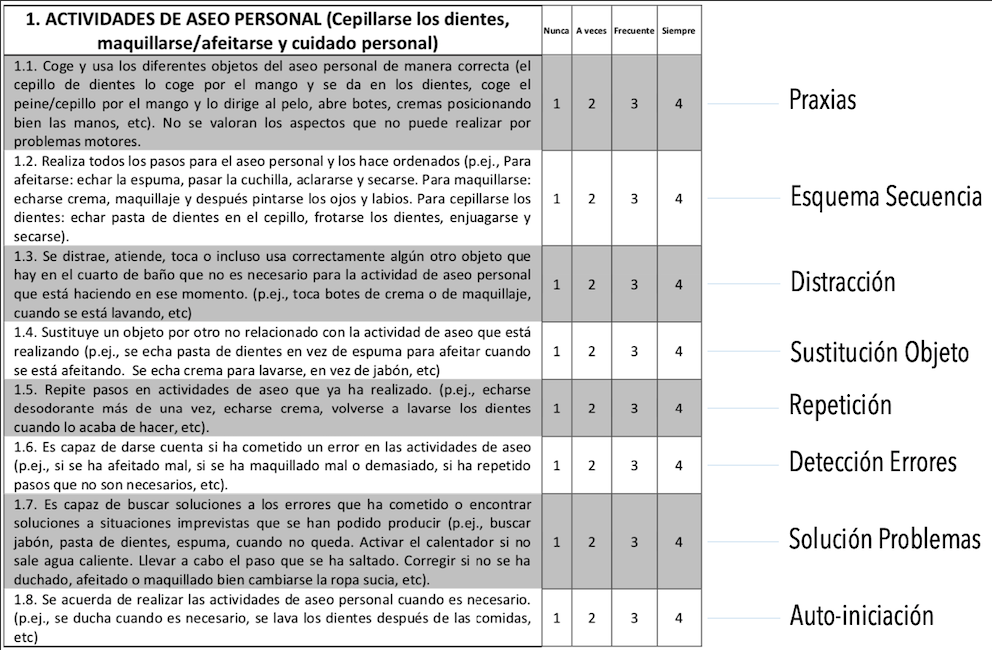 1. ACTIVIDADES DE ASEO PERSONAL (Cepillarse los dientes,
maquillarse/afeitarse y cuidado personal)
Nunca A veces Frecuente Siempre
1.1. Coge y usa los diferentes objetos del aseo personal de manera correcta (el
cepillo de dientes lo coge por el mango y se da en los dientes, coge el
peine/cepillo por el mango y lo dirige al pelo, abre botes, cremas posicionando
bien las manos, etc). No se valoran los aspectos que no puede realizar por
problemas motores.
1 2 3 4
Praxias
1.2. Realiza todos los pasos para el aseo personal y los hace ordenados (p.ej., Para
afeitarse: echar la espuma, pasar la cuchilla, aclararse y secarse. Para maquillarse:
echarse crema, maquillaje y después pintarse los ojos y labios. Para cepillarse los
dientes: echar pasta de dientes en el cepillo, frotarse los dientes, enjuagarse y
secarse).
1 2 3 4
Esquema Secuencia
1.3. Se distrae, atiende, toca o incluso usa correctamente algún otro objeto que
hay en el cuarto de baño que no es necesario para la actividad de aseo personal
que está haciendo en ese momento. (p.ej., toca botes de crema o de maquillaje,
cuando se está lavando, etc)
1 2 3 4
Distracción
1.4. Sustituye un objeto por otro no relacionado con la actividad de aseo que está
realizando (p.ej., se echa pasta de dientes en vez de espuma para afeitar cuando
se está afeitando. Se echa crema para lavarse, en vez de jabón, etc)
1 2 3 4
Sustitución Objeto
1.5. Repite pasos en actividades de aseo que ya ha realizado. (p.ej., echarse
desodorante más de una vez, echarse crema, volverse a lavarse los dientes
cuando lo acaba de hacer, etc).
1 2 3 4
Repetición
1.6. Es capaz de darse cuenta si ha cometido un error en las actividades de aseo
(p.ej., si se ha afeitado mal, si se ha maquillado mal o demasiado, si ha repetido
pasos que no son necesarios, etc).
1 2 3 4
Detección Errores
1.7. Es capaz de buscar soluciones a los errores que ha cometido o encontrar
soluciones a situaciones imprevistas que se han podido producir (p.ej., buscar
jabón, pasta de dientes, espuma, cuando no queda. Activar el calentador si no
sale agua caliente. Llevar a cabo el paso que se ha saltado. Corregir si no se ha
duchado, afeitado o maquillado bien cambiarse la ropa sucia, etc).
1 2 3 4
Solución Problemas
1.8. Se acuerda de realizar las actividades de aseo personal cuando es necesario.
(p.ej., se ducha cuando es necesario, se lava los dientes después de las comidas,
etc)
1 2 3 4
Auto-iniciación